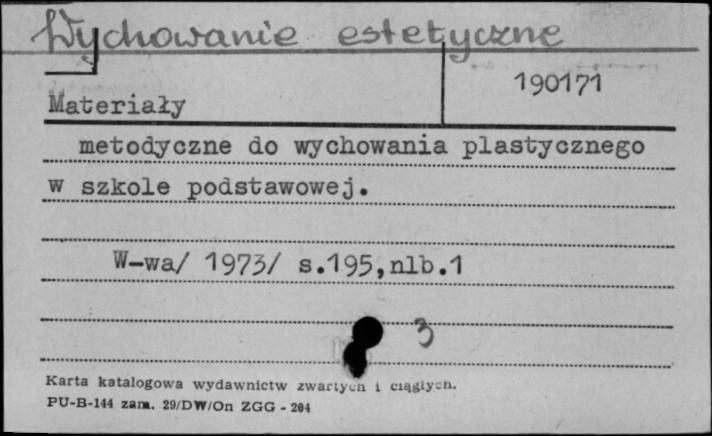 Wychowanie estetyczne
190171
Materiały
metodyczne do wychowania plastycznego
w szkole podstawowej.
W-wa/ 1973/ s.195,nlb.1
3
Karta katalogowa wydawnictw zwartych i ciągłych.
PU-B-144 zam. 29/DW/On ZGG - 204